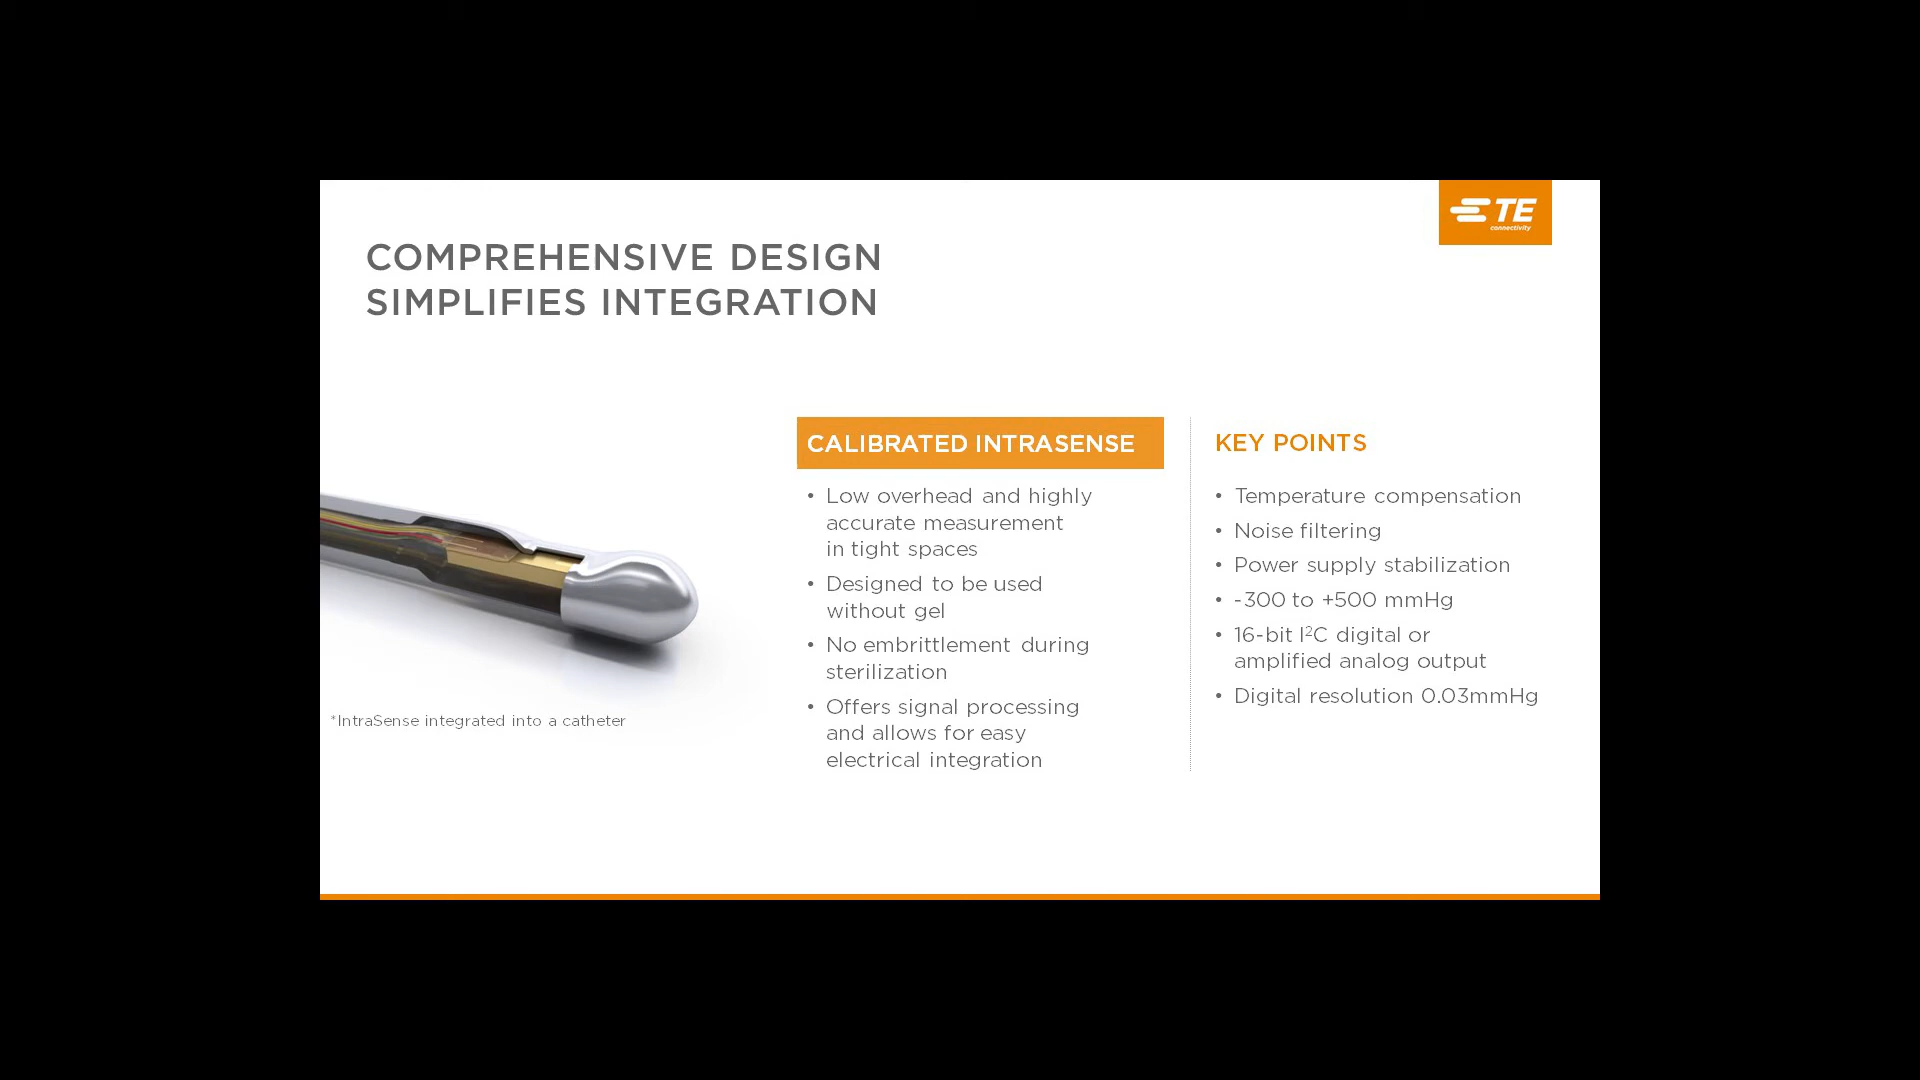 TE
connectivity
COMPREHENSIVE DESIGN
SIMPLIFIES INTEGRATION
CALIBRATED INTRASENSE
• Low overhead and highly
accurate measurement
in tight spaces
• Designed to be used
without gel
• No embrittlement during
sterilization
• Offers signal processing
and allows for easy
electrical integration
KEY POINTS
• Temperature compensation
• Noise filtering
• Power supply stabilization
• -300 to +500 mmHg
• 16-bit I²C digital or
amplified analog output
• Digital resolution 0.03mmHg
*IntraSense integrated into a catheter